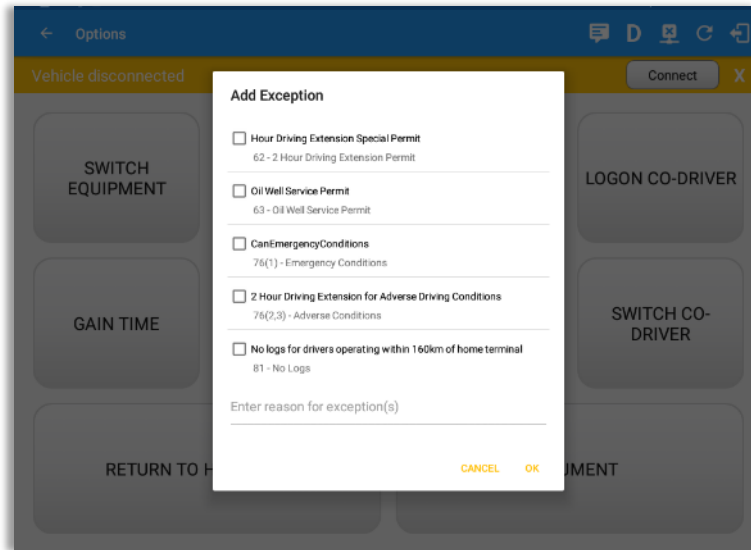 Options
D
Vehicle disconnected
Connect
X
Add Exception
Hour Driving Extension Special Permit
62 - 2 Hour Driving Extension Permit
Oil Well Service Permit
63 - Oil Well Service Permit
CanEmergencyConditions
76(1) - Emergency Conditions
2 Hour Driving Extension for Adverse Driving Conditions
76(2,3) - Adverse Conditions
No logs for drivers operating within 160km of home terminal
81 - No Logs
Enter reason for exception(s)
CANCEL
OK
SWITCH
EQUIPMENT
LOGON CO-DRIVER
GAIN TIME
SWITCH CO-
DRIVER
RETURN TO H
UMENT